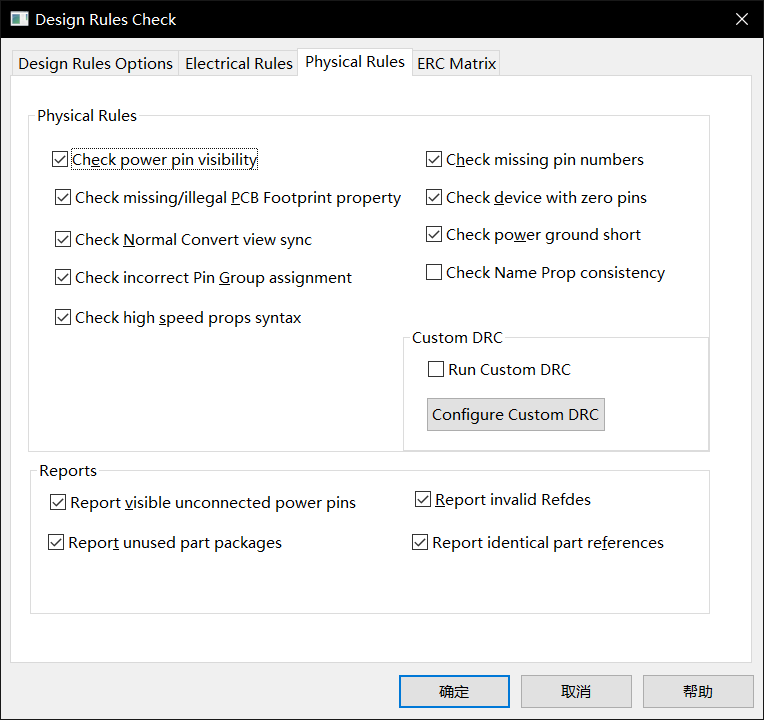 Design Rules Check
Design Rules Options
Electrical Rules
Physical Rules
ERC Matrix
Physical Rules
Check power pin visibility
Check missing/illegal PCB Footprint property
Check Normal Convert view sync
Check incorrect Pin Group assignment
Check high speed props syntax
Check missing pin numbers
Check device with zero pins
Check power ground short
Check Name Prop consistency
Custom DRC
Run Custom DRC
Configure Custom DRC
Reports
Report visible unconnected power pins
Report unused part packages
Report invalid Refdes
Report identical part references
确定
取消
帮助